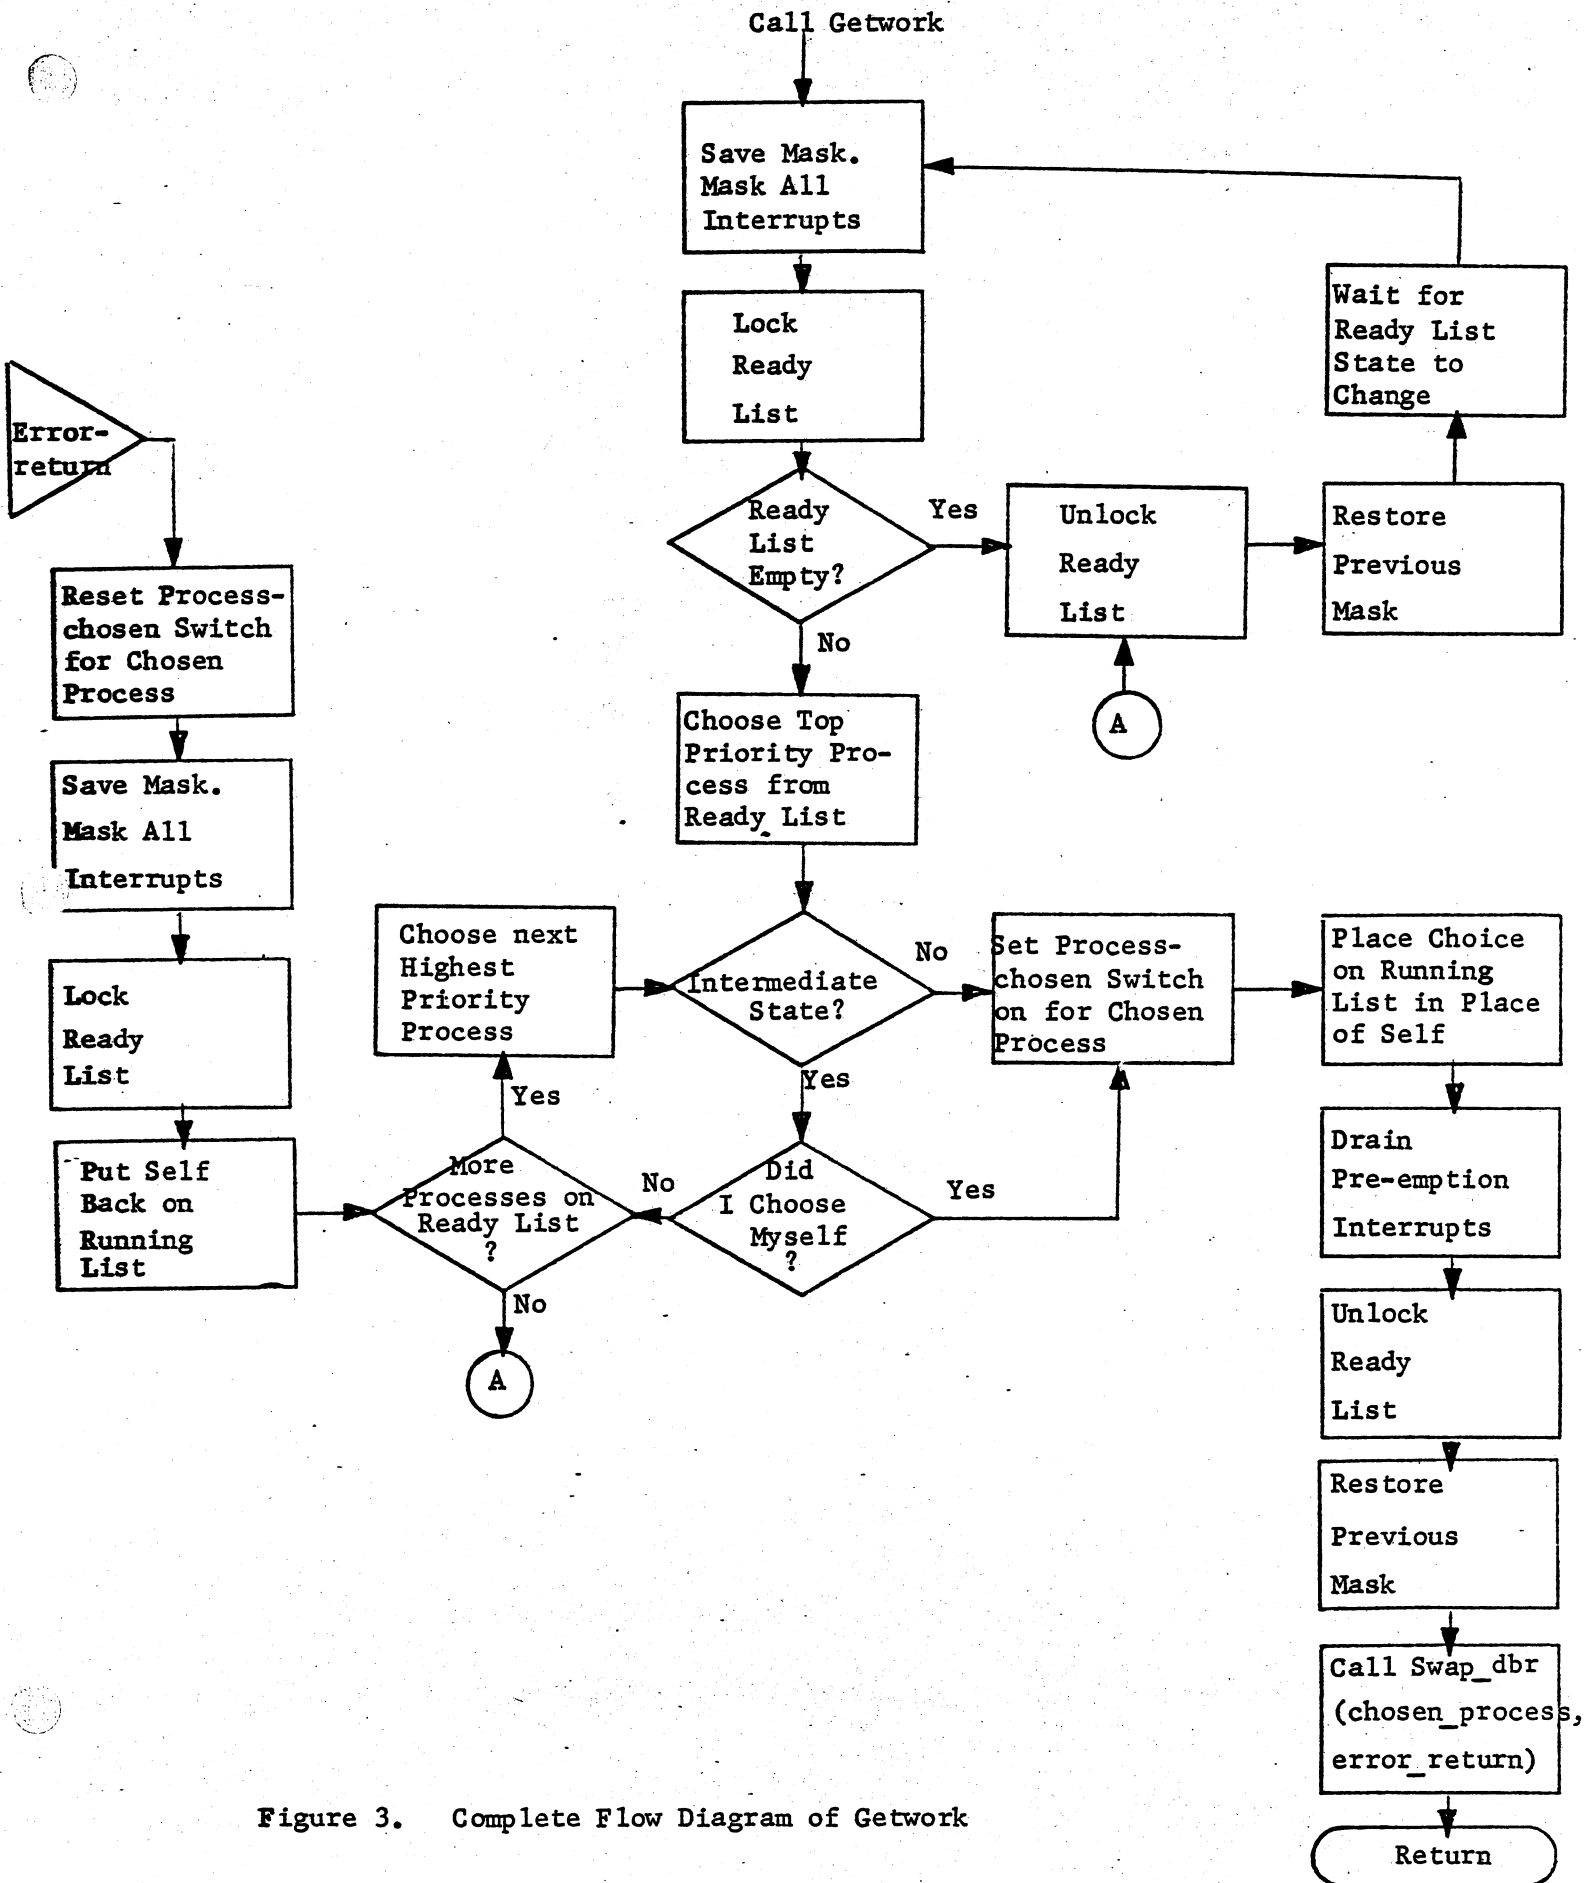 Call Getwork
Save Mask.
Mask All
Interrupts
Lock
Ready
List
Ready
List
Empty?
Yes
No
Unlock
Ready
List
Restore
Previous
Mask
Wait for
Ready List
State to
Change
A
Choose Top
Priority Pro-
cess from
Ready List
Intermediate
State?
No
Yes
Set Process-
chosen Switch
on for Chosen
Process
Place Choice
on Running
List in Place
of Self
Drain
Pre-emption
Interrupts
Unlock
Ready
List
Restore
Previous
Mask
Call Swap_dbr
(chosen_process,
error_return)
Return
Did
I Choose
Myself
?
Yes
No
More
Processes on
Ready List
?
Yes
No
A
Choose next
Highest
Priority
Process
Error-
return
Reset Process-
chosen Switch
for Chosen
Process
Save Mask.
Mask All
Interrupts
Lock
Ready
List
Put Self
Back on
Running
List
Figure 3. Complete Flow Diagram of Getwork